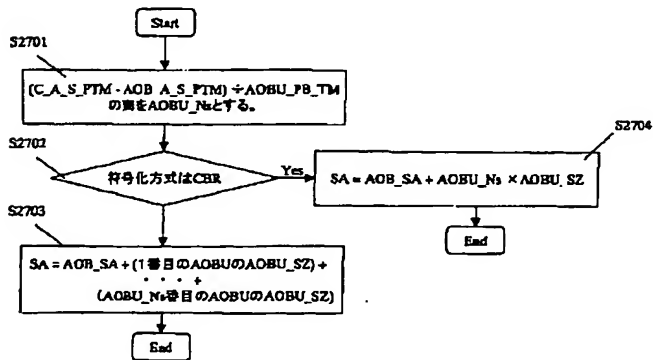 Start
S2701
(C_A_S_PTM - AOB_A_S_PTM) ÷ AOBU_PB_TM
の商をAOBU_Nsとする。
S2702
符号化方式はCBR
Yes
S2704
SA = AOB_SA + AOBU_Ns × AOBU_SZ
End
S2703
SA = AOB_SA + (1番目のAOBUのAOBU_SZ) +
・・・・+
(AOBU_Ns番目のAOBUのAOBU_SZ)
End